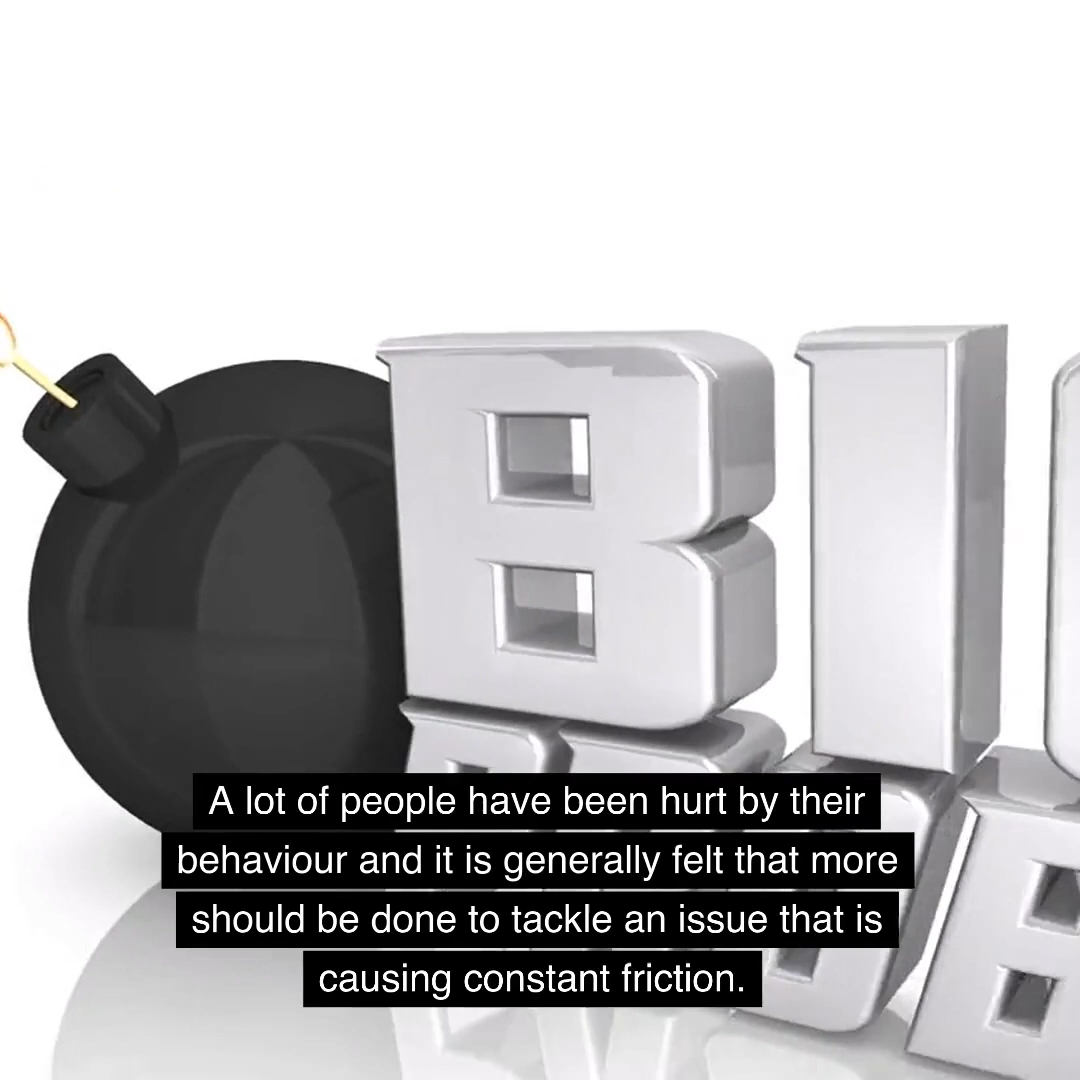 BI
A lot of people have been hurt by their
behaviour and it is generally felt that more
should be done to tackle an issue that is
causing constant friction.